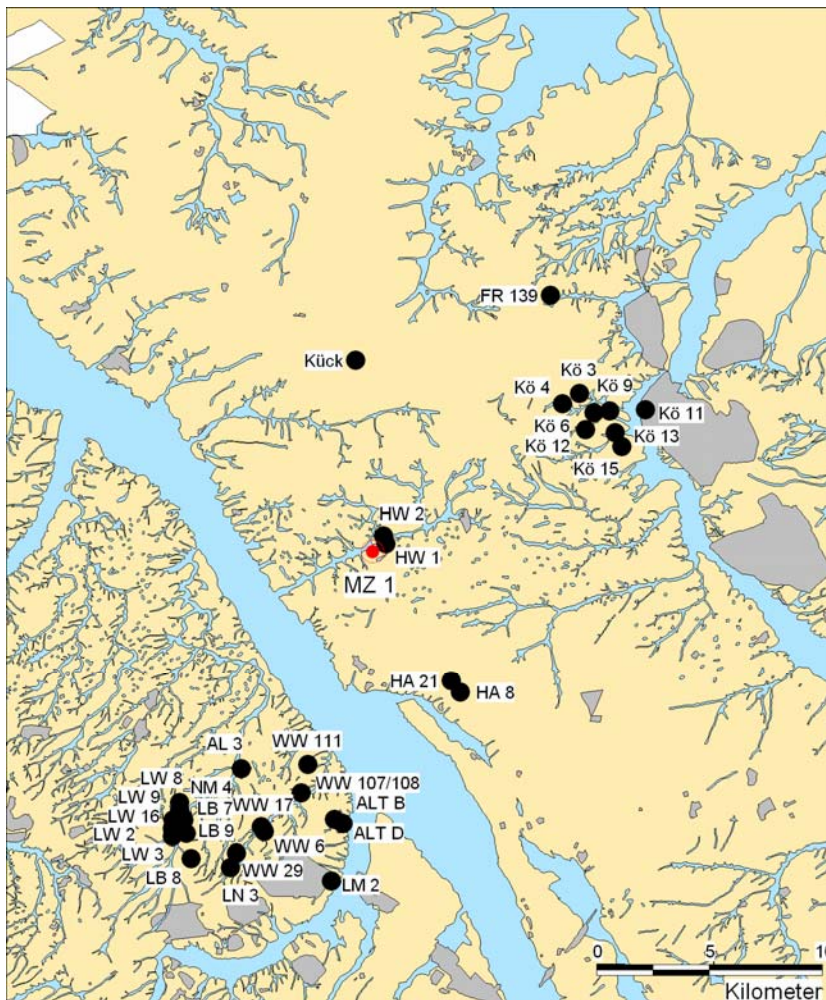 FR 139
Kück
Kö 3
Kö 9
Kö 4
Kö 11
Kö 6
Kö 13
Kö 12
Kö 15
HW 2
HW 1
MZ 1
HA 21
HA 8
WW 111
AL 3
LW 8
NM 4
WW 107/108
LW 9
LB 7
WW 17
ALT B
LW 16
LW 2
LB 9
ALT D
LW 3
WW 6
LB 8
WW 29
LM 2
LN 3
0 5 10
Kilometer